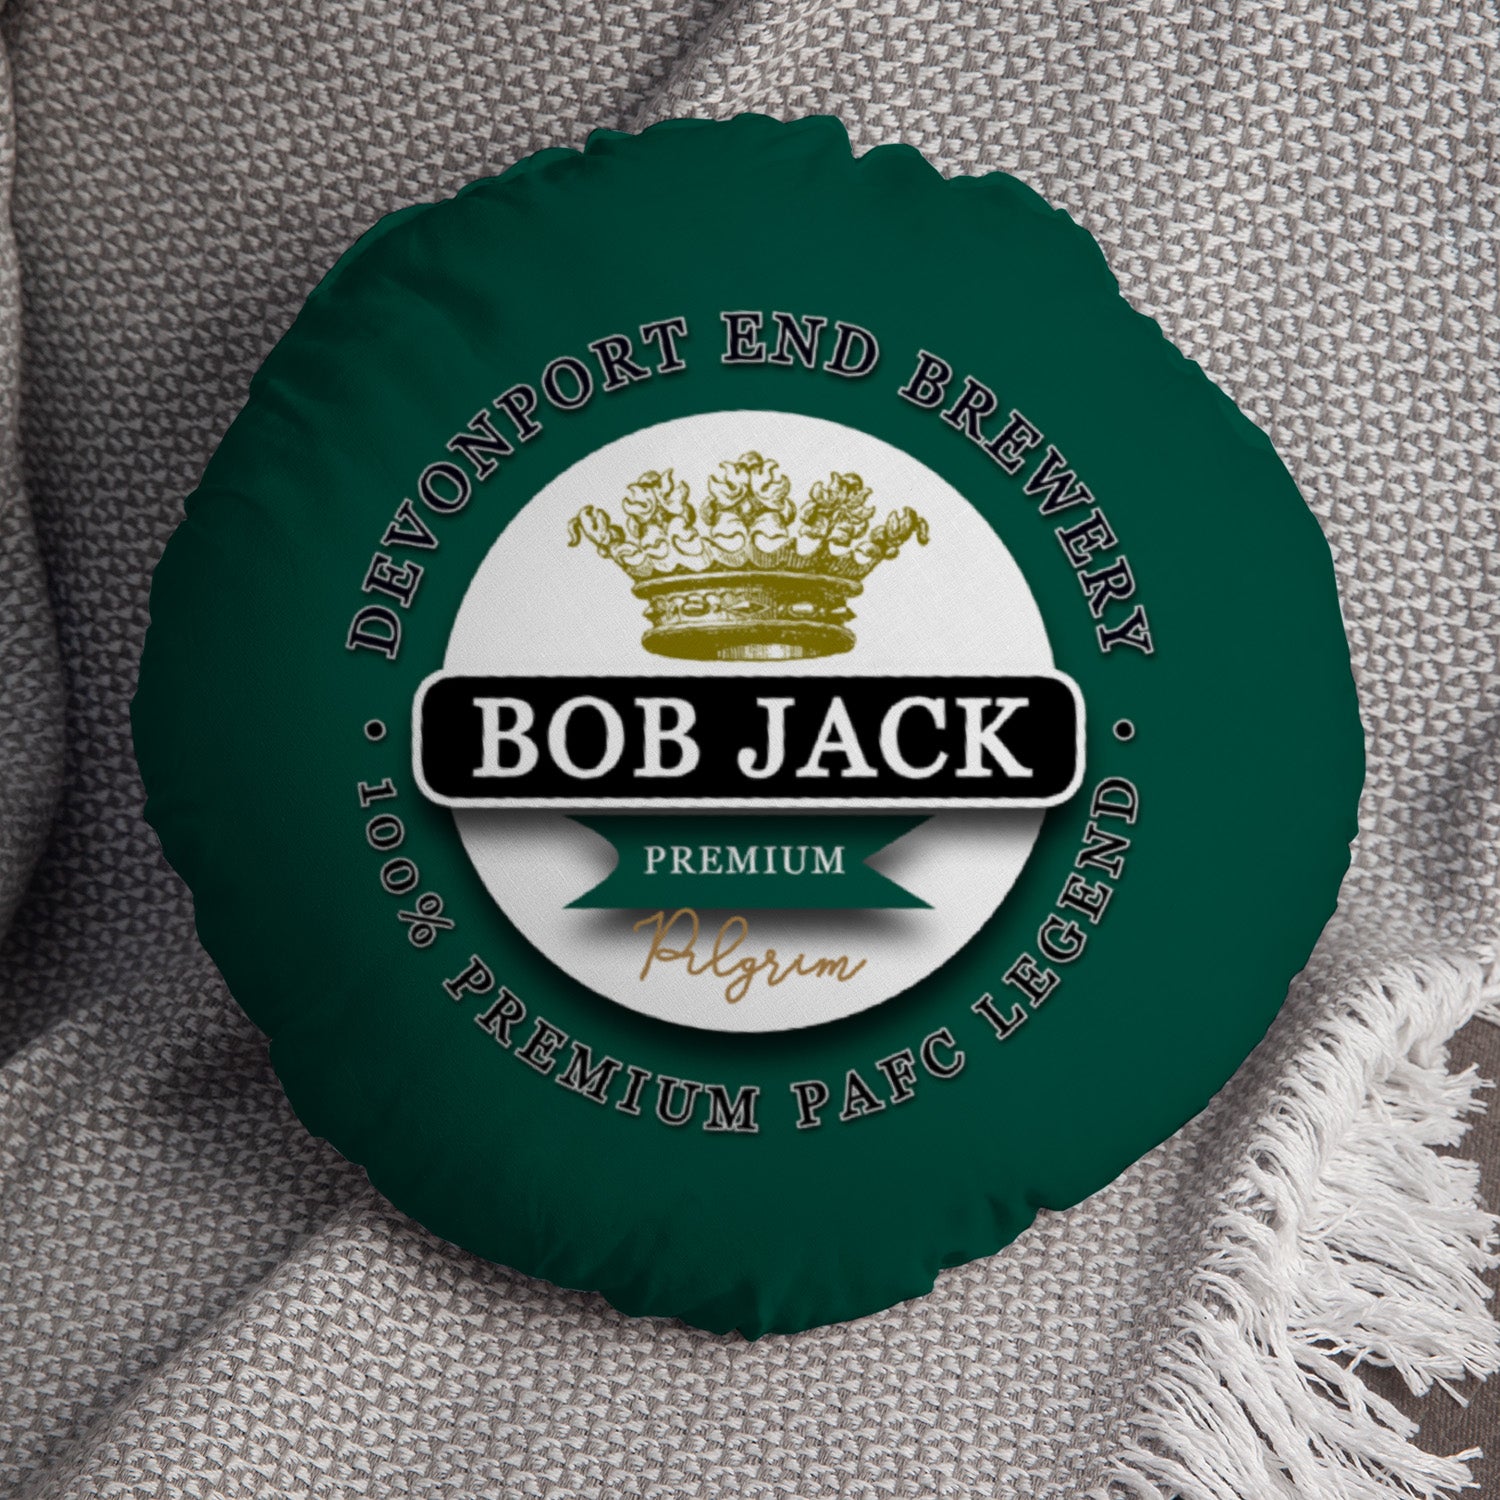 DEVONPORT END BREWERY
BOB JACK
PREMIUM
Pilgrim
100% PREMIUM PAFC LEGEND